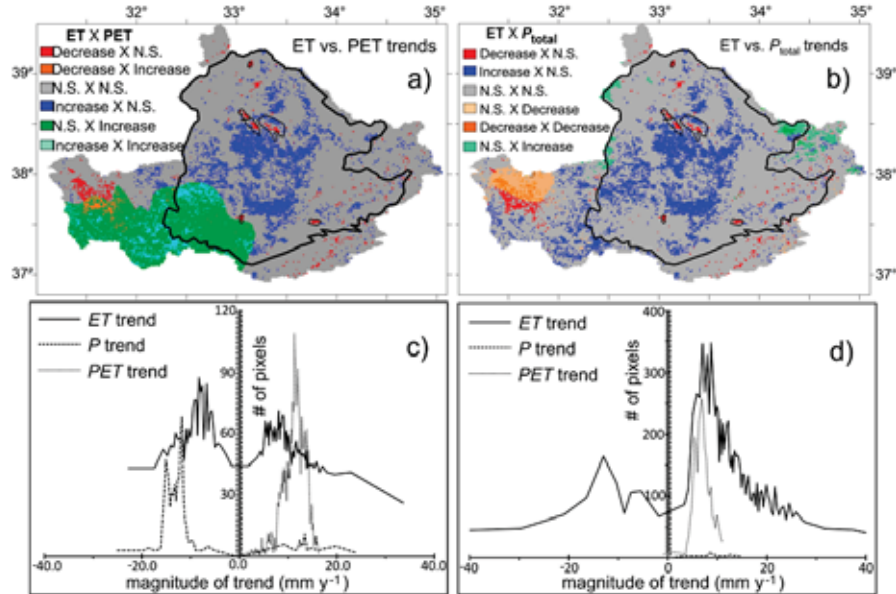 32° 33° 34° 35°
ET X PET
Decrease X N.S.
Decrease X Increase
N.S. X N.S.
Increase X N.S.
N.S. X Increase
Increase X Increase
ET vs. PET trends
a)
39°
38°
37°
32 33 34 35°
ET X Ptotal
Decrease X N.S.
Increase X N.S.
N.S. X N.S.
N.S. X Decrease
Decrease X Decrease
N.S. X Increase
ET vs. Ptotal trends
b)
39°
38°
37°
ET trend
P trend
PET trend
c)
# of pixels
120
90
60
30
-40.0 -20.0 0.0 20.0 40.0
magnitude of trend (mm y-1)
ET trend
P trend
PET trend
d)
# of pixels
400
300
200
100
-40 -20 0 20 40
magnitude of trend (mm y-1)